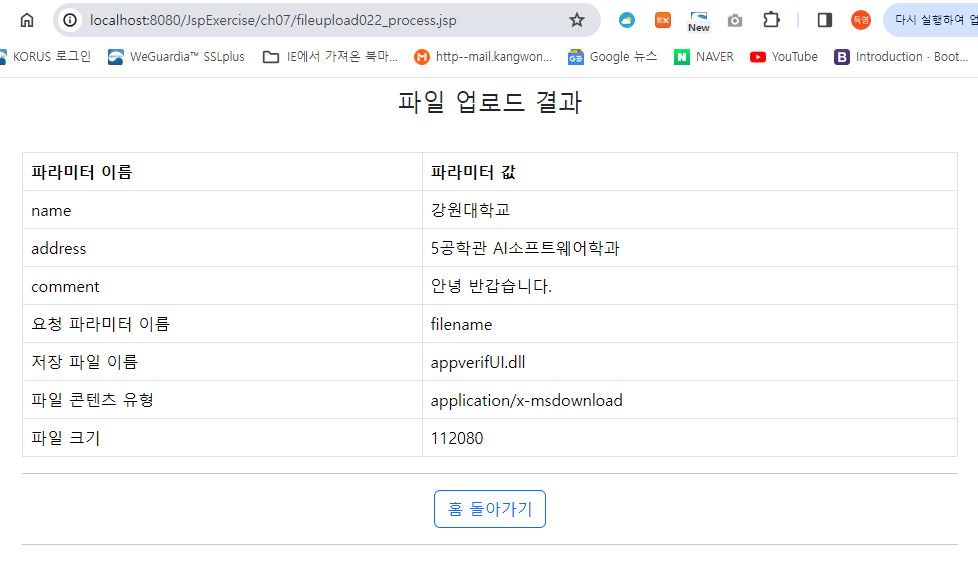 localhost:8080/JspExercise/ch07/fileupload022_process.jsp
EX
New
특영
다시 실행하여 업
KORUS 로그인
WeGuardia™ SSLplus
IE에서 가져온 북마...
http--mail.kangwon...
Google 뉴스
NAVER
YouTube
Introduction · Boot...
파일 업로드 결과
파라미터 이름 파라미터 값
name 강원대학교
address 5공학관 AI소프트웨어학과
comment 안녕 반갑습니다.
요청 파라미터 이름 filename
저장 파일 이름 appverifUI.dll
파일 콘텐츠 유형 application/x-msdownload
파일 크기 112080
홈 돌아가기